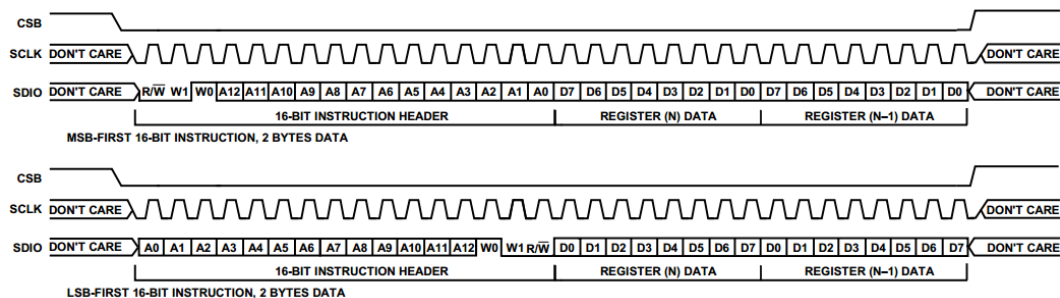 CSB
SCLK DON'T CARE DON'T CARE
SDIO DON'T CARE R/W̅ W1 W0 A12 A11 A10 A9 A8 A7 A6 A5 A4 A3 A2 A1 A0 D7 D6 D5 D4 D3 D2 D1 D0 D7 D6 D5 D4 D3 D2 D1 D0 DON'T CARE
16-BIT INSTRUCTION HEADER REGISTER (N) DATA REGISTER (N–1) DATA
MSB-FIRST 16-BIT INSTRUCTION, 2 BYTES DATA
CSB
SCLK DON'T CARE DON'T CARE
SDIO DON'T CARE A0 A1 A2 A3 A4 A5 A6 A7 A8 A9 A10 A11 A12 W0 W1 R/W̅ D0 D1 D2 D3 D4 D5 D6 D7 D0 D1 D2 D3 D4 D5 D6 D7 DON'T CARE
16-BIT INSTRUCTION HEADER REGISTER (N) DATA REGISTER (N–1) DATA
LSB-FIRST 16-BIT INSTRUCTION, 2 BYTES DATA